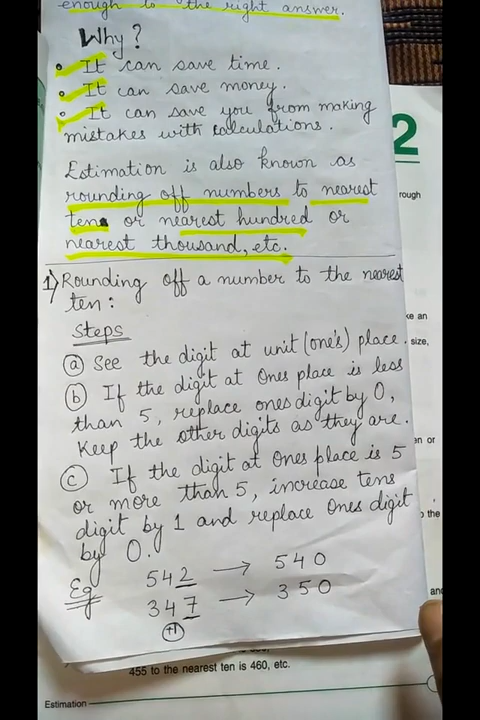 enough to the right answer.
Why?
• It can save time.
• It can save money.
• It can save you from making
mistakes with calculations.
Estimation is also known as
rounding off numbers to nearest
ten or nearest hundred or
nearest thousand, etc.
1) Rounding off a number to the nearest
ten:
Steps
(a) See the digit at unit (one's) place.
(b) If the digit at Ones place is less
than 5, replace ones digit by 0,
Keep the other digits as they are.
(c) If the digit at Ones place is 5
or more than 5, increase tens
digit by 1 and replace Ones digit
by 0.
Eg 542 → 540
347 → 350
+1
2
rough
ke an
size,
en or
the
and
455 to the nearest ten is 460, etc.
Estimation